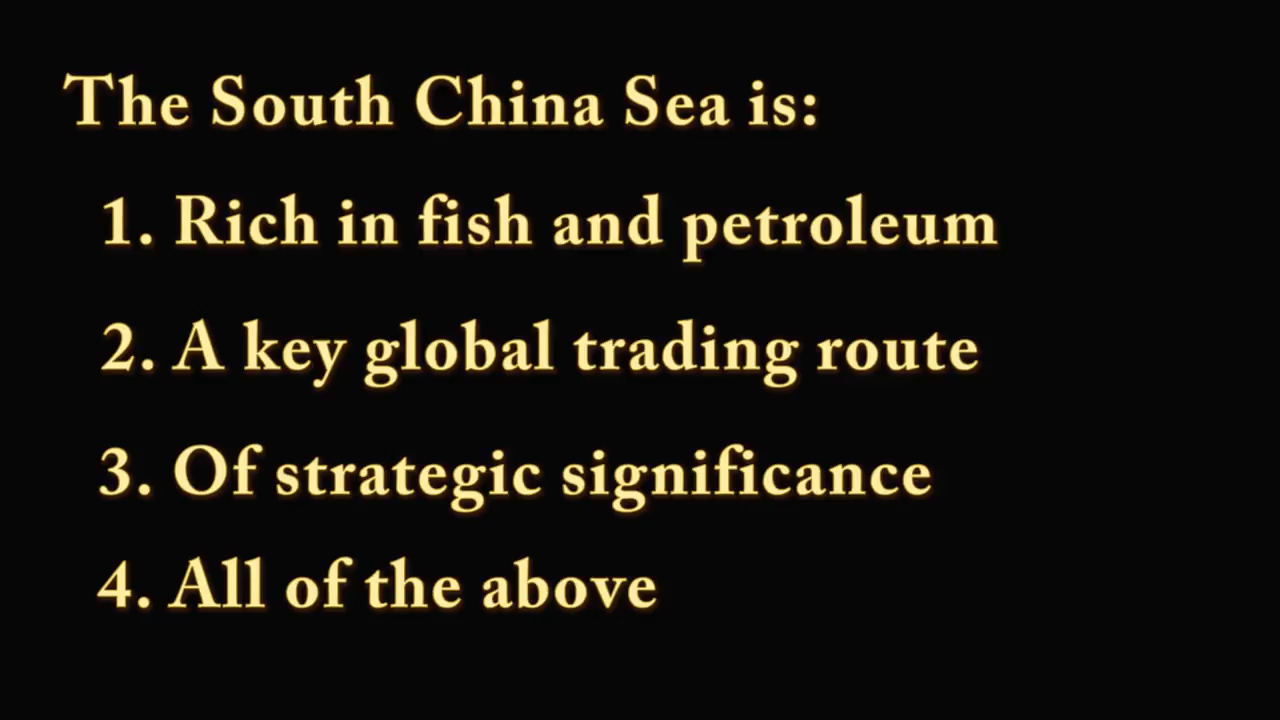 The South China Sea is:
1. Rich in fish and petroleum
2. A key global trading route
3. Of strategic significance
4. All of the above